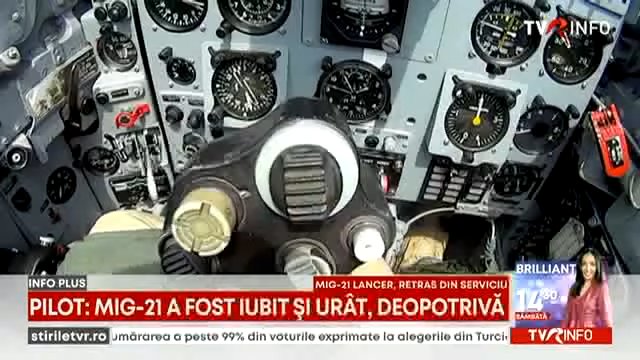 TVR INFO
INFO PLUS
MIG-21 LANCER, RETRAS DIN SERVICIU
PILOT: MIG-21 A FOST IUBIT ŞI URÂT, DEOPOTRIVĂ
stiriletvr.ro
umărarea a peste 99% din voturile exprimate la alegerile din Turci
BRILLIANT
14
SÂMBĂTĂ
TVR INFO